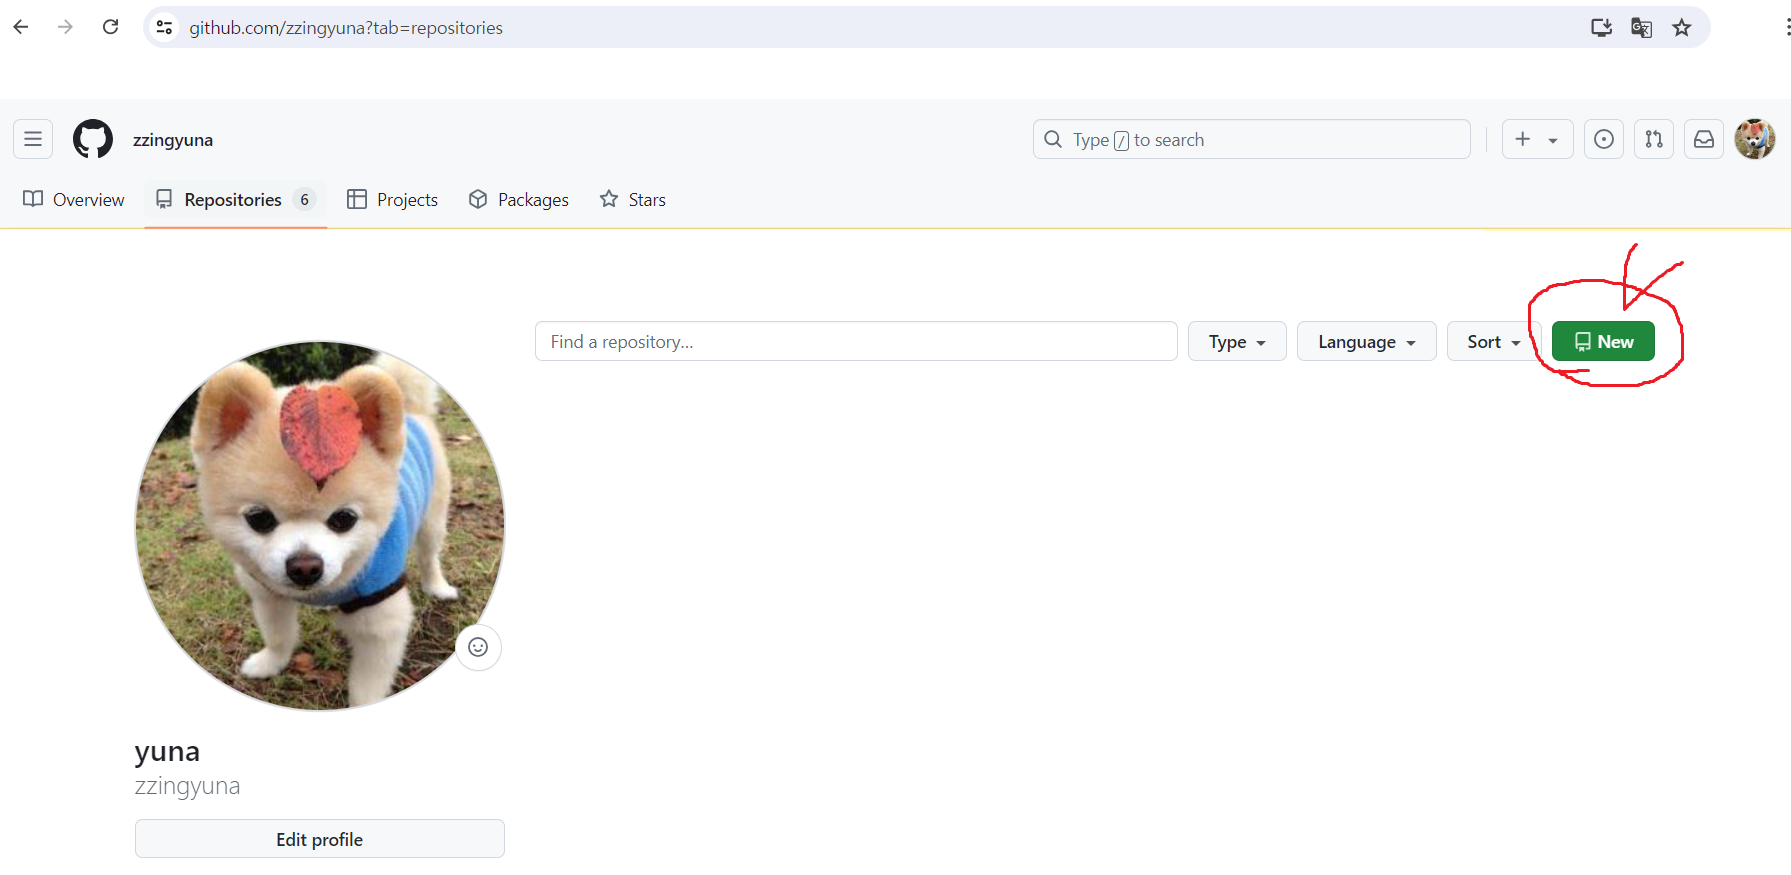 github.com/zzingyuna?tab=repositories
zzingyuna
Type / to search
Overview
Repositories 6
Projects
Packages
Stars
Find a repository...
Type
Language
Sort
New
yuna
zzingyuna
Edit profile